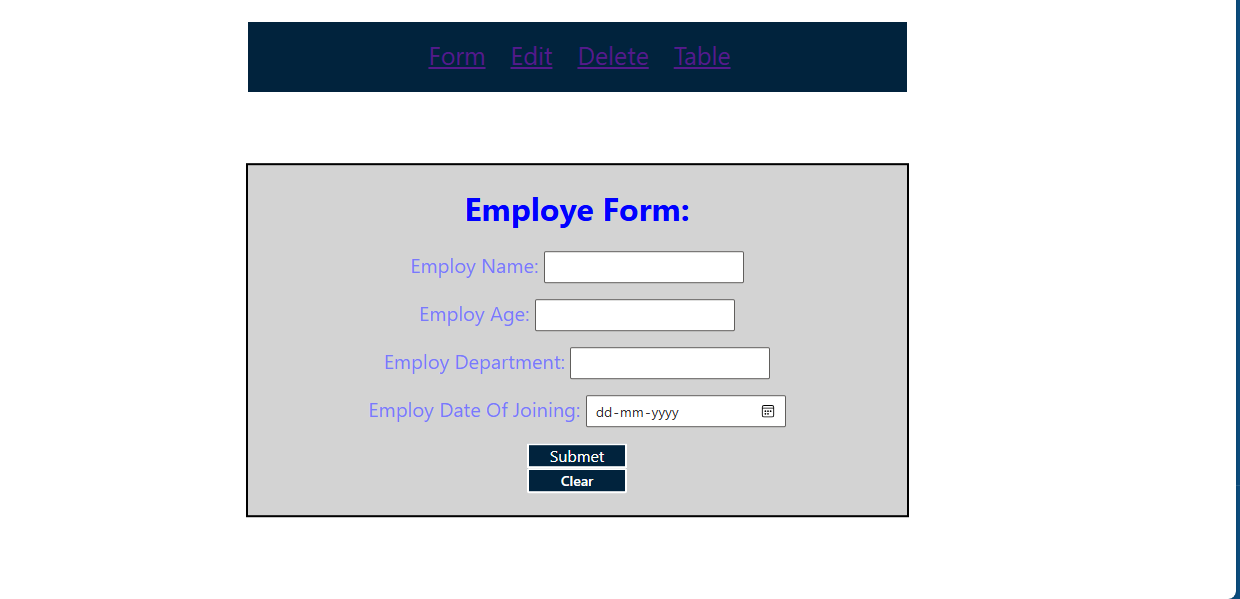 Form Edit Delete Table
Employe Form:
Employ Name:
Employ Age:
Employ Department:
Employ Date Of Joining: dd-mm-yyyy
Submet
Clear